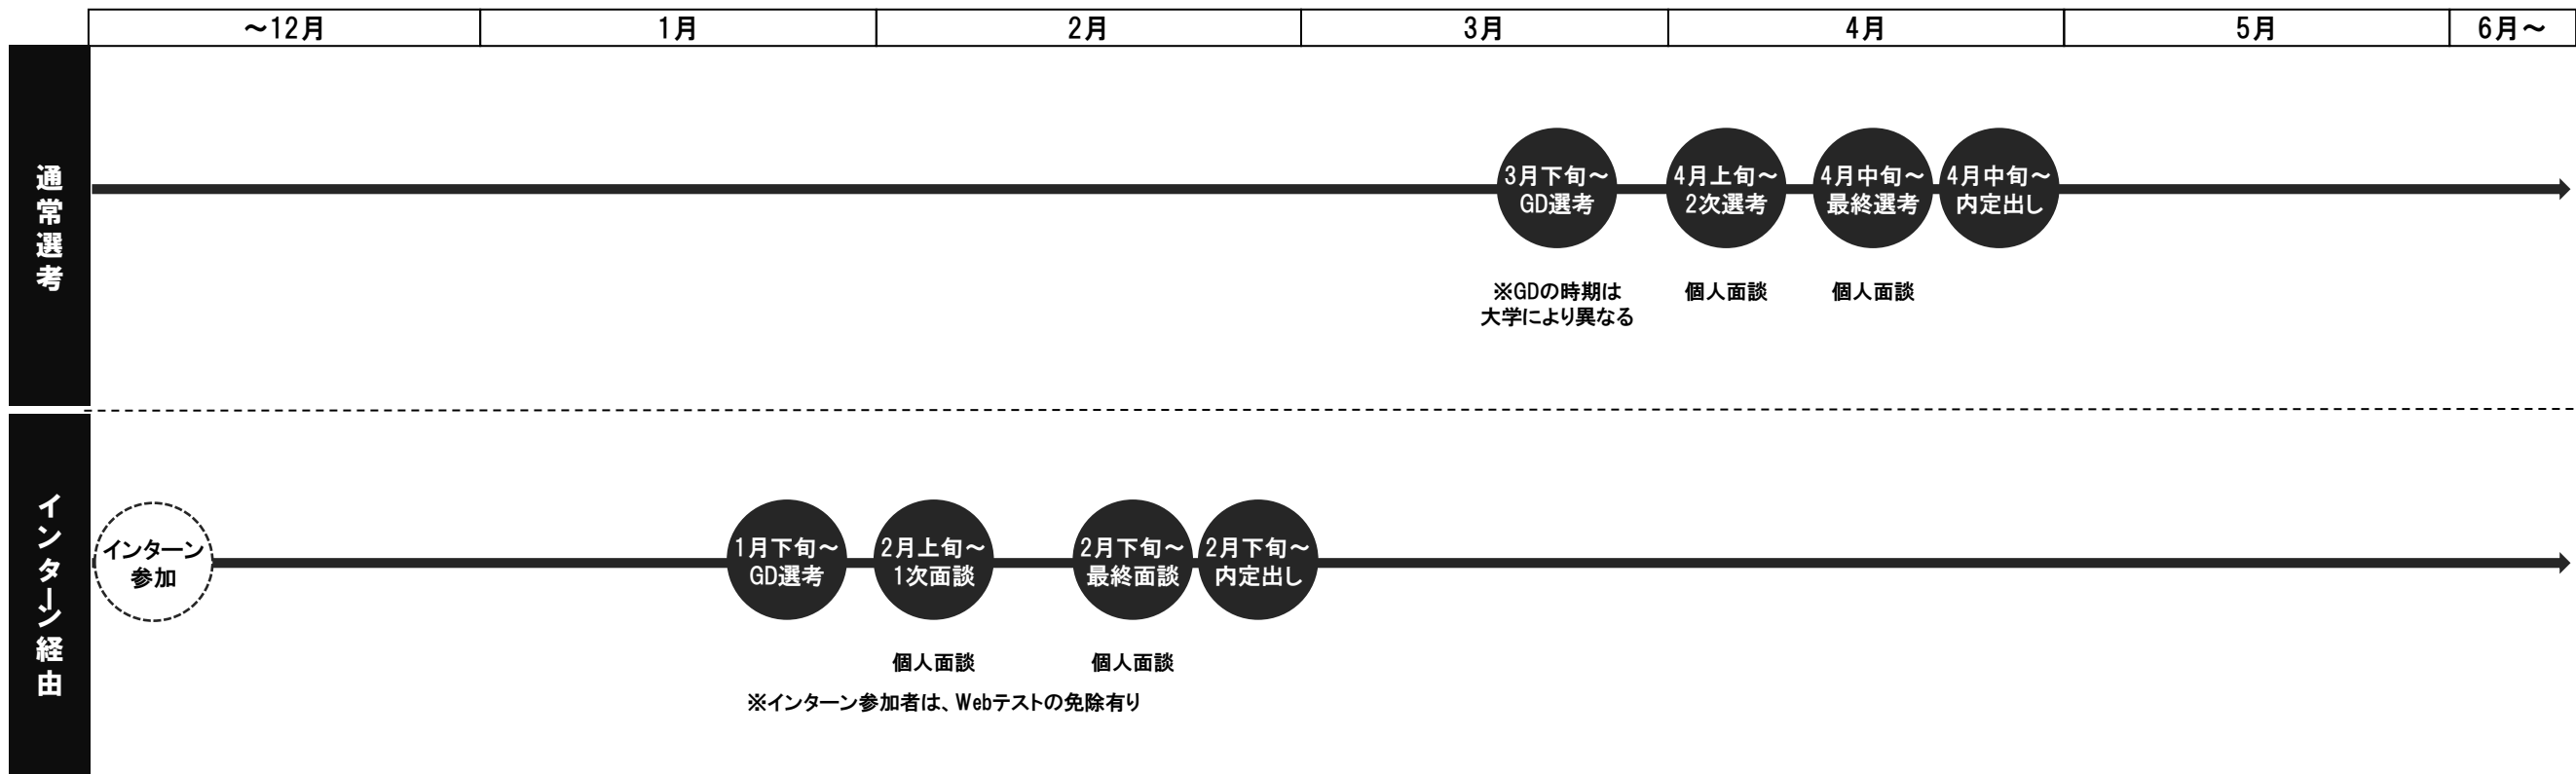 ～12月
1月
2月
3月
4月
5月
6月～
通常選考
3月下旬～
GD選考
4月上旬～
2次選考
4月中旬～
最終選考
4月中旬～
内定出し
※GDの時期は
大学により異なる
個人面談
個人面談
インターン経由
インターン
参加
1月下旬～
GD選考
2月上旬～
1次面談
2月下旬～
最終面談
2月下旬～
内定出し
個人面談
個人面談
※インターン参加者は、Webテストの免除有り